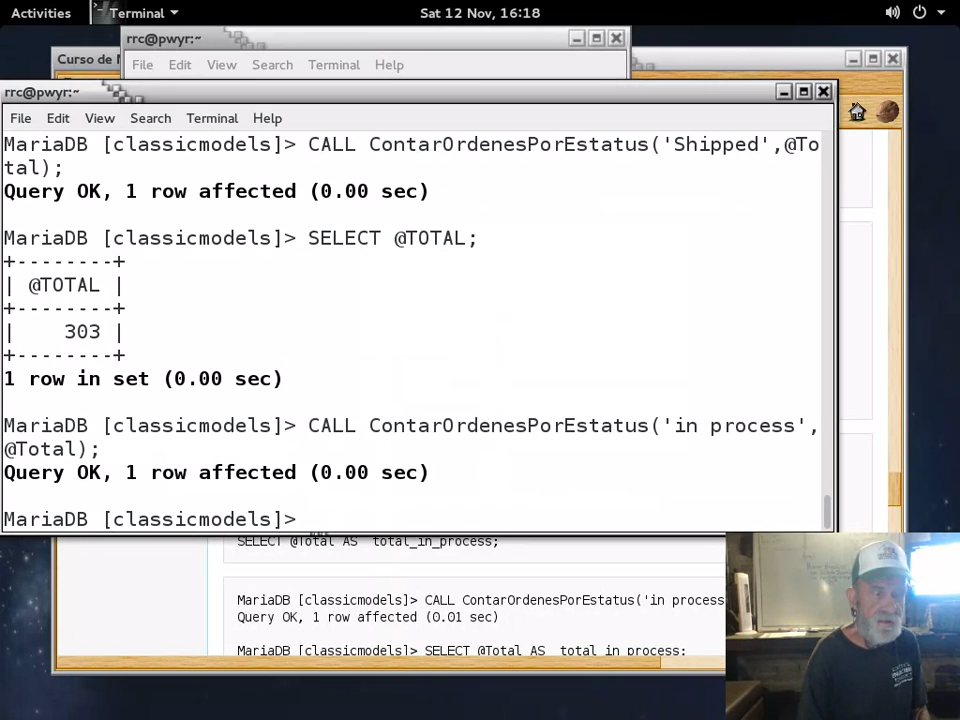 Activities
Terminal
Sat 12 Nov, 16:18
rrc@pwyr:~
File Edit View Search Terminal Help
Curso de
rrc@pwyr:~
File Edit View Search Terminal Help
MariaDB [classicmodels]> CALL ContarOrdenesPorEstatus('Shipped',@To
tal);
Query OK, 1 row affected (0.00 sec)
MariaDB [classicmodels]> SELECT @TOTAL;
+--------+
| @TOTAL |
+--------+
|    303 |
+--------+
1 row in set (0.00 sec)
MariaDB [classicmodels]> CALL ContarOrdenesPorEstatus('in process',
@Total);
Query OK, 1 row affected (0.00 sec)
MariaDB [classicmodels]>
SELECT @Total AS  total_in_process;
MariaDB [classicmodels]> CALL ContarOrdenesPorEstatus('in process
Query OK, 1 row affected (0.01 sec)
MariaDB [classicmodels]> SELECT @Total AS  total_in_process;